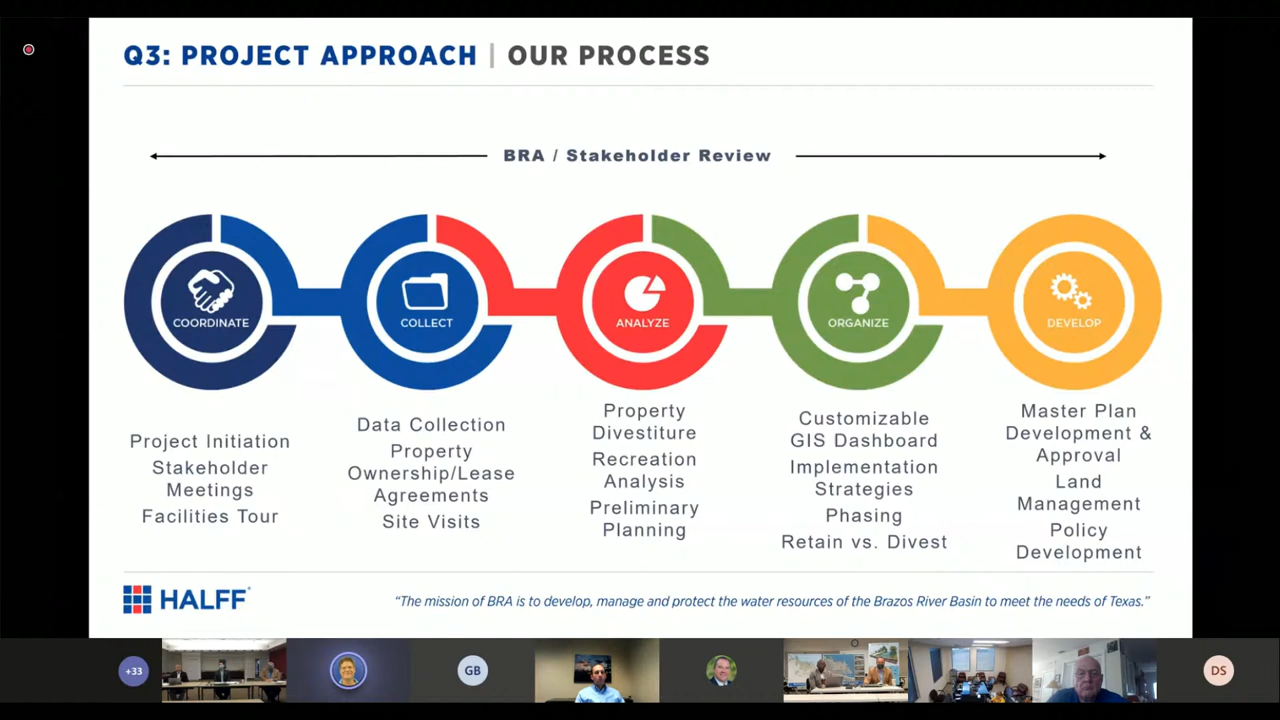 Q3: PROJECT APPROACH | OUR PROCESS
BRA / Stakeholder Review
COORDINATE
COLLECT
ANALYZE
ORGANIZE
DEVELOP
Project Initiation
Stakeholder
Meetings
Facilities Tour
Data Collection
Property
Ownership/Lease
Agreements
Site Visits
Property
Divestiture
Recreation
Analysis
Preliminary
Planning
Customizable
GIS Dashboard
Implementation
Strategies
Phasing
Retain vs. Divest
Master Plan
Development &
Approval
Land
Management
Policy
Development
HALFF
“The mission of BRA is to develop, manage and protect the water resources of the Brazos River Basin to meet the needs of Texas.”
+33
GB
DS